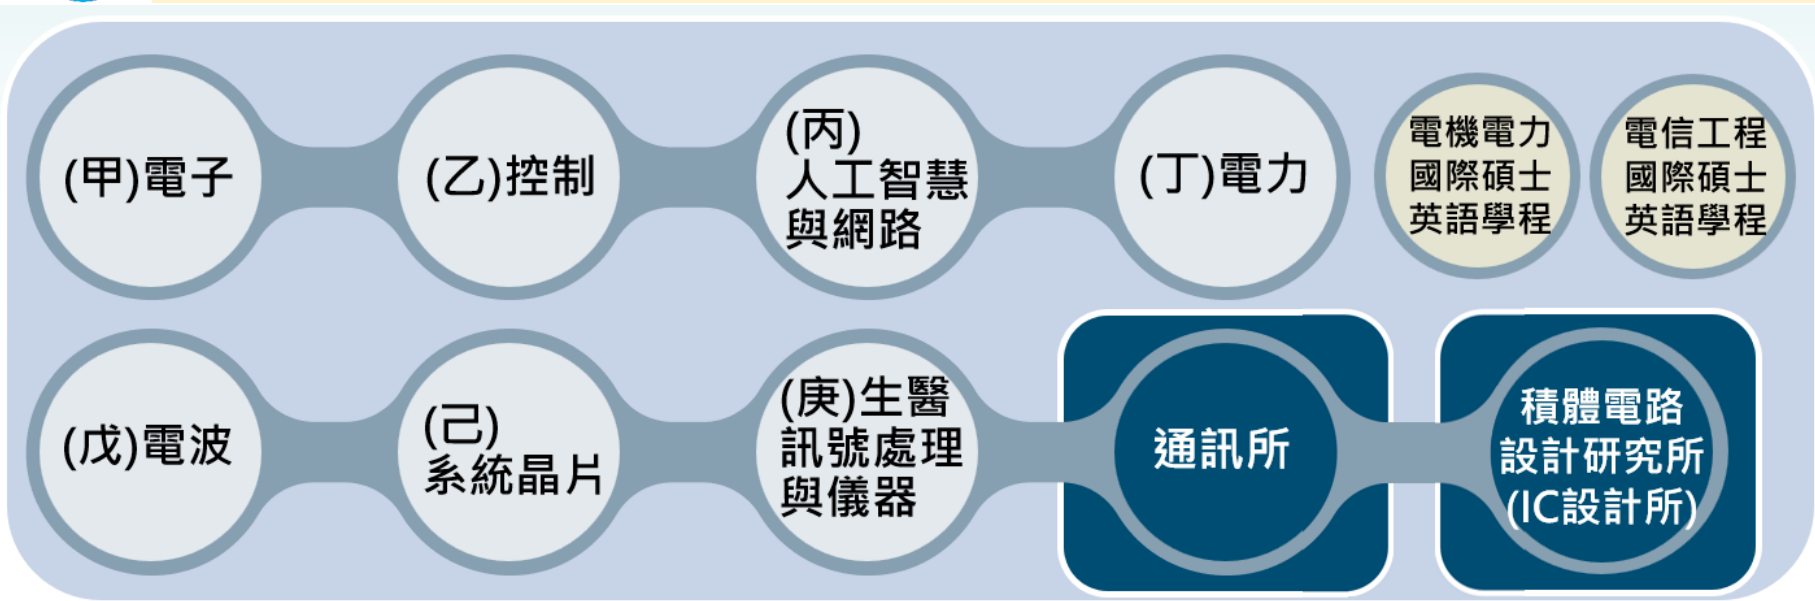 (甲)電子
(乙)控制
(丙)
人工智慧
與網路
(丁)電力
電機電力
國際碩士
英語學程
電信工程
國際碩士
英語學程
(戊)電波
(己)
系統晶片
(庚)生醫
訊號處理
與儀器
通訊所
積體電路
設計研究所
(IC設計所)